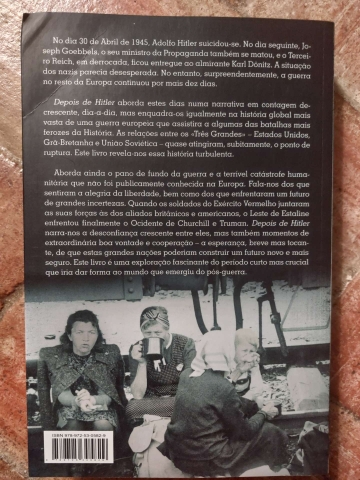 No dia 30 de Abril de 1945, Adolfo Hitler suicidou-se. No dia seguinte, Jo-
seph Goebbels, o seu ministro da Propaganda também se matou, e o Tercei-
ro Reich, em derrocada, ficou entregue ao almirante Karl Dönitz. A situação
dos nazis parecia desesperada. No entanto, surpreendentemente, a guerra
no resto da Europa continuou por mais dez dias.
Depois de Hitler aborda estes dias numa narrativa em contagem de-
crescente, dia-a-dia, mas enquadra-os igualmente na história global mais
vasta de uma guerra europeia que assistira a algumas das batalhas mais
ferozes da História. As relações entre os «Três Grandes» – Estados Unidos,
Grã-Bretanha e União Soviética – quase atingiram, subitamente, o ponto de
ruptura. Este livro revela-nos essa história turbulenta.
Aborda ainda o pano de fundo da guerra e a terrível catástrofe huma-
nitária que não foi publicamente conhecida na Europa. Fala-nos dos que
sentiram a alegria da liberdade, bem como dos que enfrentaram um futuro
de grandes incertezas. Quando os soldados do Exército Vermelho juntaram
as suas forças às dos aliados britânicos e americanos, o Leste de Estaline
enfrentou finalmente o Ocidente de Churchill e Truman. Depois de Hitler
narra-nos a desconfiança crescente entre eles, mas também momentos de
extraordinária boa vontade e cooperação – a esperança, breve mas tocan-
te, de que estas grandes nações poderiam construir um futuro novo e mais
seguro. Este livro é uma exploração fascinante do período curto mas crucial
que iria dar forma ao mundo que emergiu do pós-guerra.